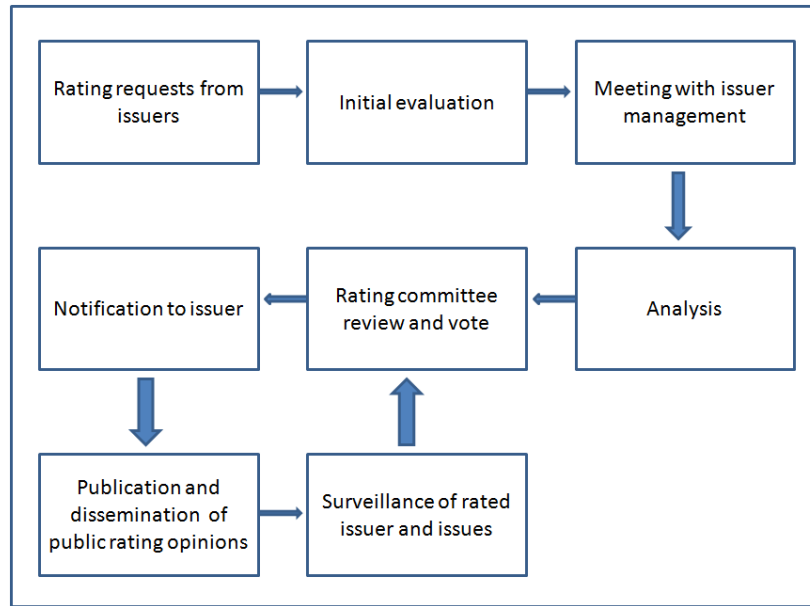 Rating requests from
issuers
Initial evaluation
Meeting with issuer
management
Notification to issuer
Rating committee
review and vote
Analysis
Publication and
dissemination of
public rating opinions
Surveillance of rated
issuer and issues